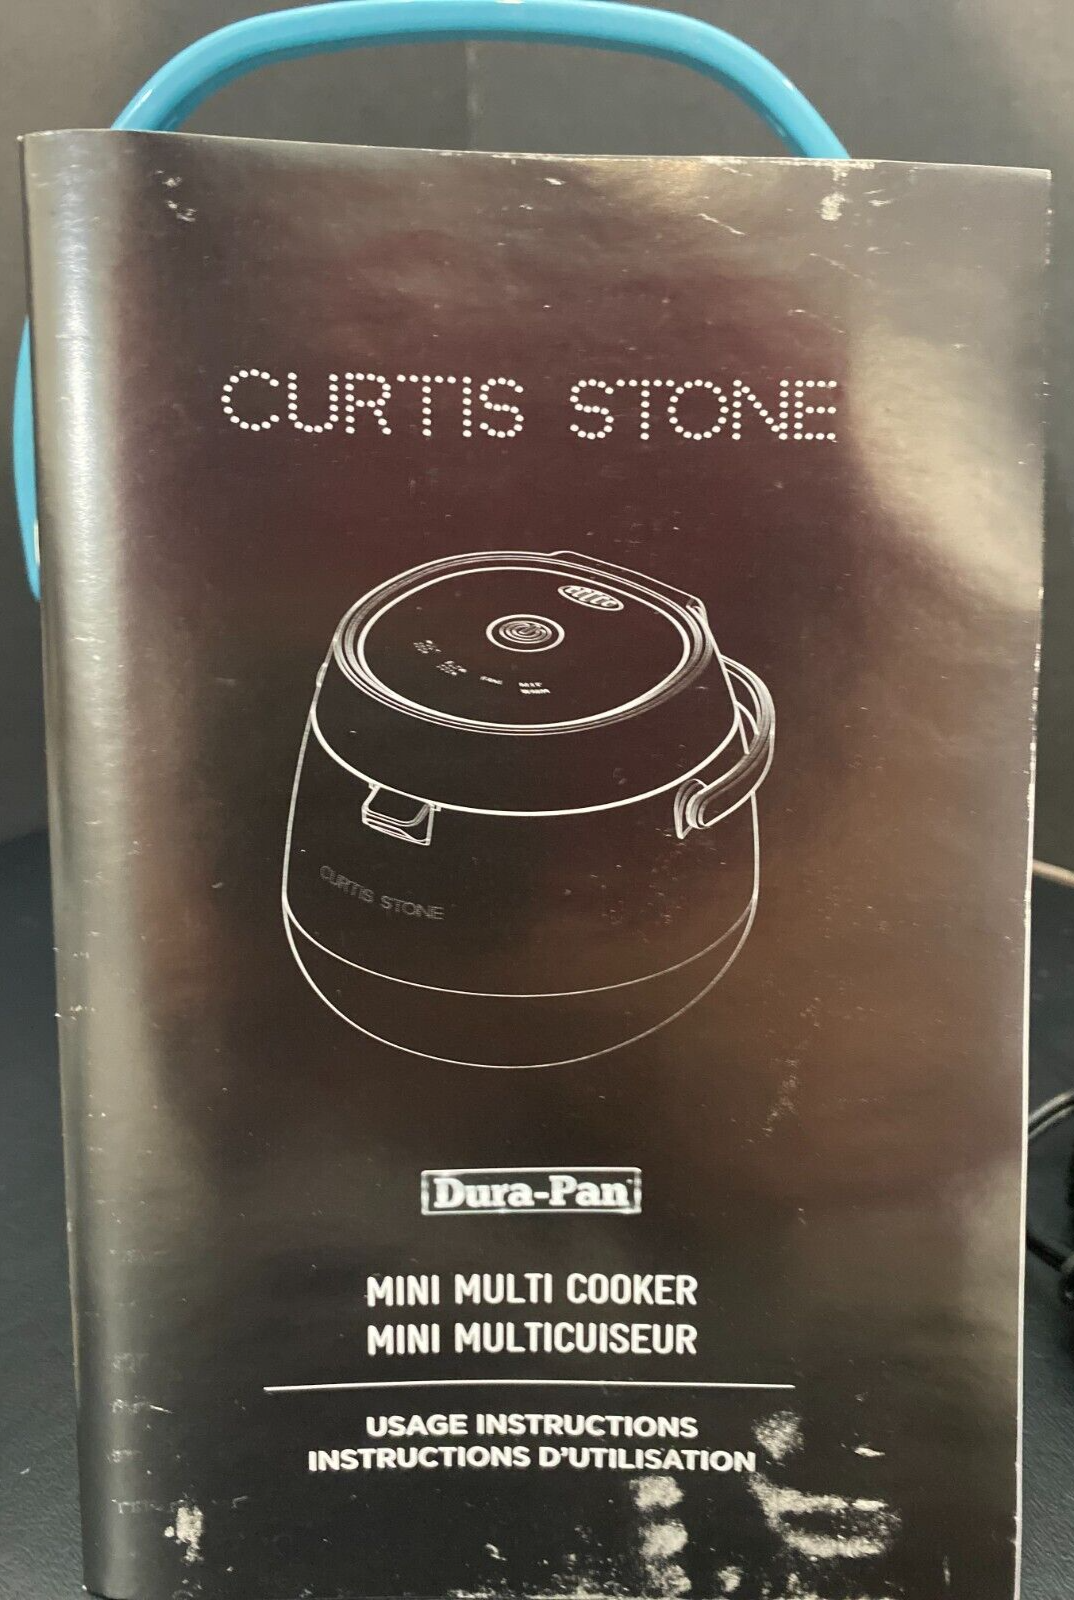 CURTIS STONE
CURTIS STONE
Dura-Pan
MINI MULTI COOKER
MINI MULTICUISEUR
USAGE INSTRUCTIONS
INSTRUCTIONS D'UTILISATION